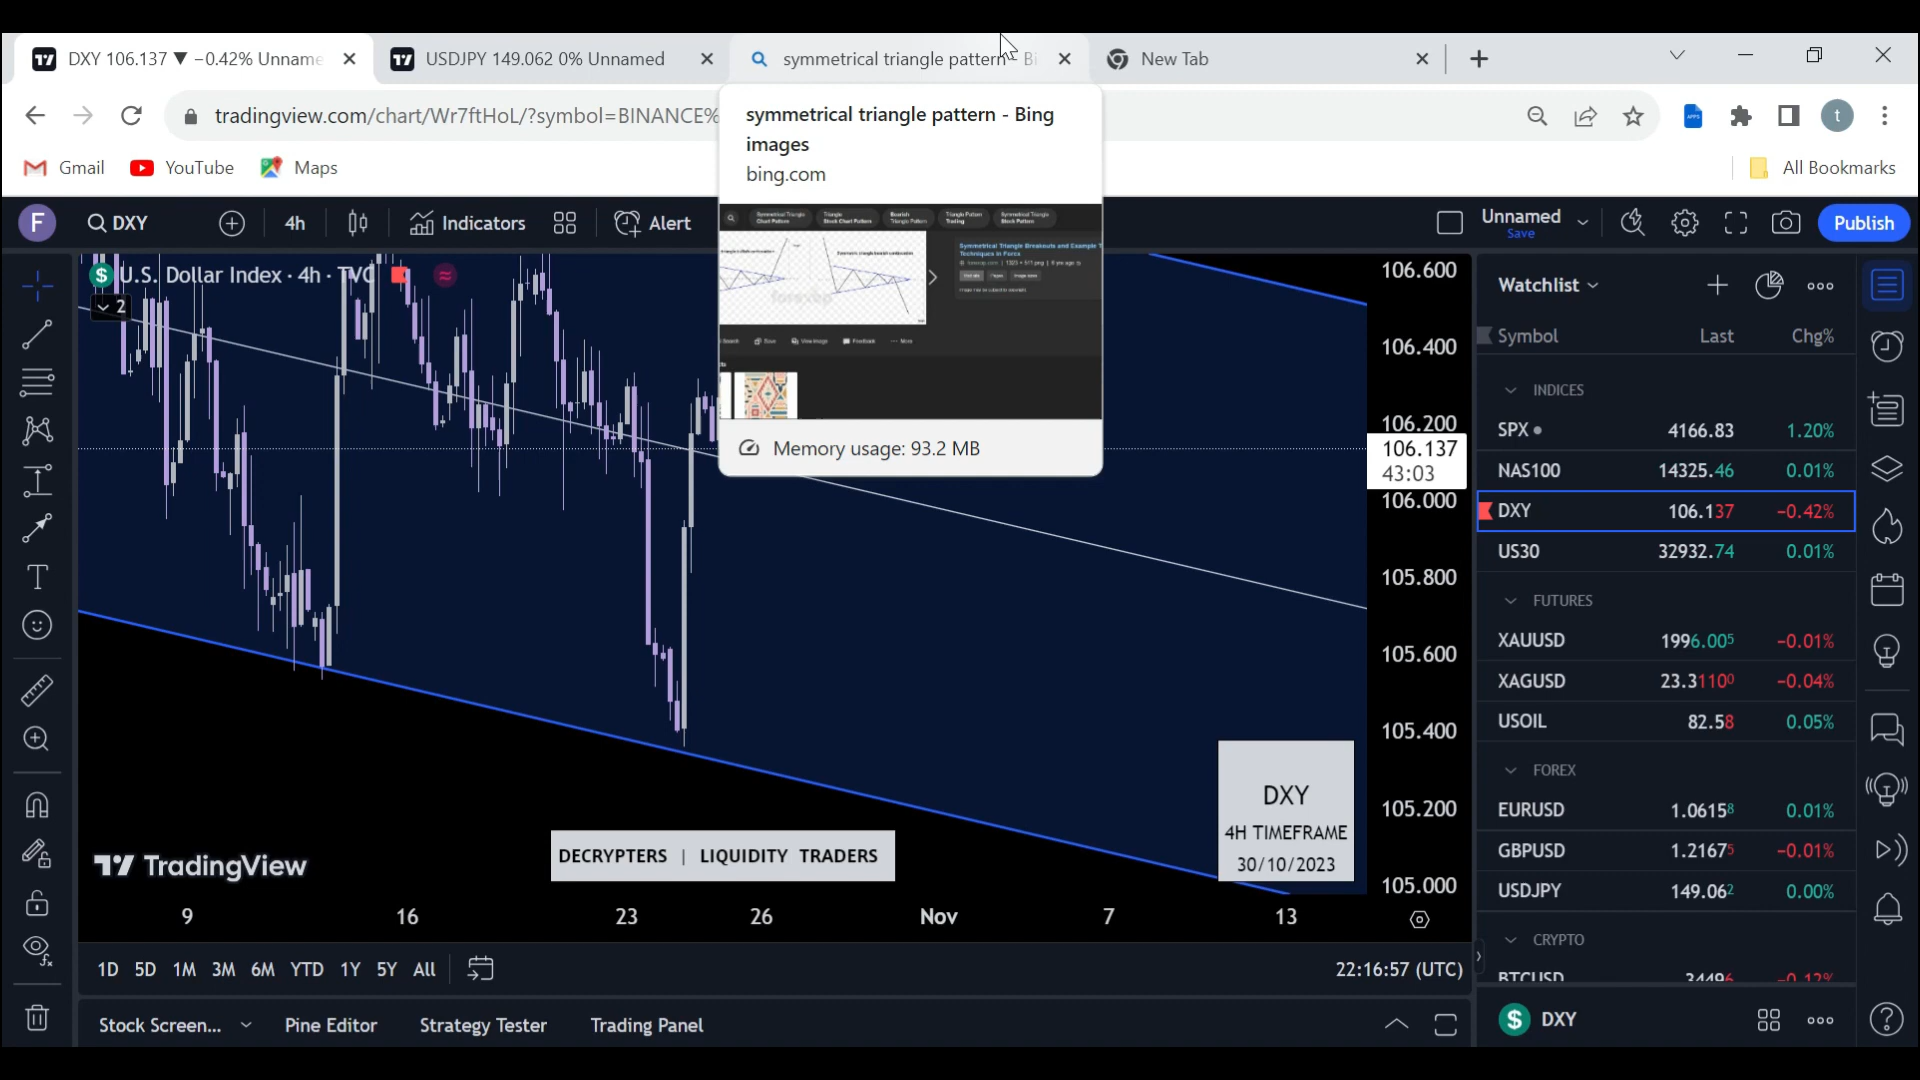 DXY 106.137 ▼ −0.42% Unname
USDJPY 149.062 0% Unnamed
symmetrical triangle pattern - Bi
New Tab
tradingview.com/chart/Wr7ftHoL/?symbol=BINANCE%
Gmail
YouTube
Maps
All Bookmarks
symmetrical triangle pattern - Bing
images
bing.com
Memory usage: 93.2 MB
F
DXY
4h
Indicators
Alert
Unnamed
Save
Publish
U.S. Dollar Index · 4h · TVC
2
106.600
106.400
106.200
106.137
43:03
106.000
105.800
105.600
105.400
105.200
105.000
DXY
4H TIMEFRAME
30/10/2023
DECRYPTERS | LIQUIDITY TRADERS
TradingView
9 16 23 26 Nov 7 13
1D 5D 1M 3M 6M YTD 1Y 5Y All
22:16:57 (UTC)
Stock Screen... Pine Editor Strategy Tester Trading Panel
Watchlist
Symbol Last Chg%
INDICES
SPX 4166.83 1.20%
NAS100 14325.46 0.01%
DXY 106.137 −0.42%
US30 32932.74 0.01%
FUTURES
XAUUSD 1996.005 −0.01%
XAGUSD 23.3110 −0.04%
USOIL 82.58 0.05%
FOREX
EURUSD 1.06158 0.01%
GBPUSD 1.21675 −0.01%
USDJPY 149.062 0.00%
CRYPTO
BTCUSD 34496 −0.12%
DXY